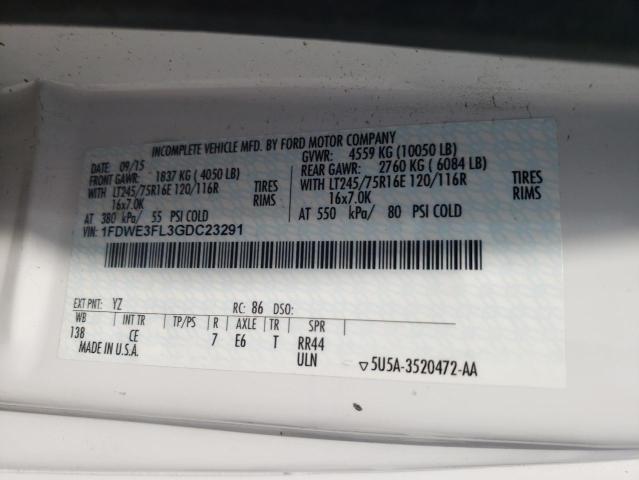 INCOMPLETE VEHICLE MFD. BY FORD MOTOR COMPANY
DATE: 09/15 GVWR: 4559 KG (10050 LB)
FRONT GAWR: 1837 KG ( 4050 LB) REAR GAWR: 2760 KG ( 6084 LB)
WITH LT245/75R16E 120/116R TIRES WITH LT245/75R16E 120/116R TIRES
16x7.0K RIMS 16x7.0K RIMS
AT 380 kPa/ 55 PSI COLD AT 550 kPa/ 80 PSI COLD
VIN: 1FDWE3FL3GDC23291
EXT PNT: YZ RC: 86 DSO:
WB INT TR TP/PS R AXLE TR SPR
138 CE 7 E6 T RR44
MADE IN U.S.A. ULN ▽5U5A-3520472-AA